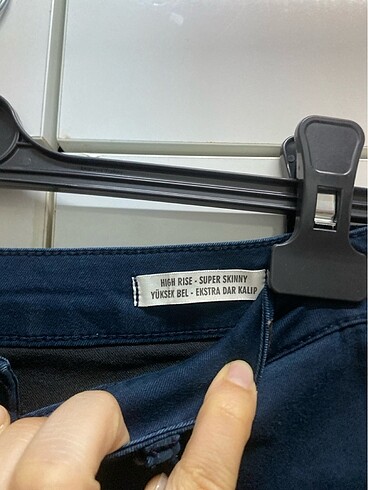 HIGH RISE - SUPER SKINNY
YÜKSEK BEL - EKSTRA DAR KALIP